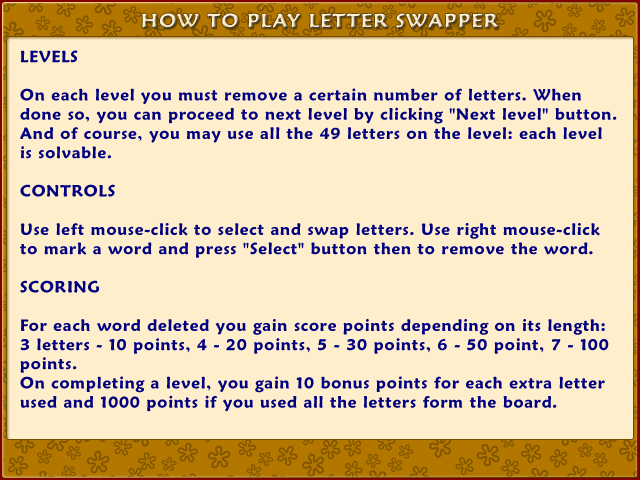 HOW TO PLAY LETTER SWAPPER
LEVELS
On each level you must remove a certain number of letters. When
done so, you can proceed to next level by clicking "Next level" button.
And of course, you may use all the 49 letters on the level: each level
is solvable.
CONTROLS
Use left mouse-click to select and swap letters. Use right mouse-click
to mark a word and press "Select" button then to remove the word.
SCORING
For each word deleted you gain score points depending on its length:
3 letters - 10 points, 4 - 20 points, 5 - 30 points, 6 - 50 point, 7 - 100
points.
On completing a level, you gain 10 bonus points for each extra letter
used and 1000 points if you used all the letters form the board.